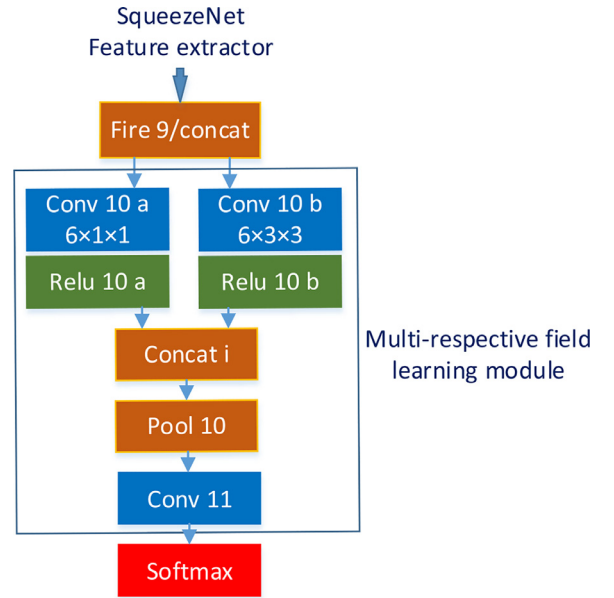 SqueezeNet
Feature extractor
Fire 9/concat
Conv 10 a
6×1×1
Conv 10 b
6×3×3
Relu 10 a
Relu 10 b
Concat i
Pool 10
Conv 11
Softmax
Multi-respective field
learning module